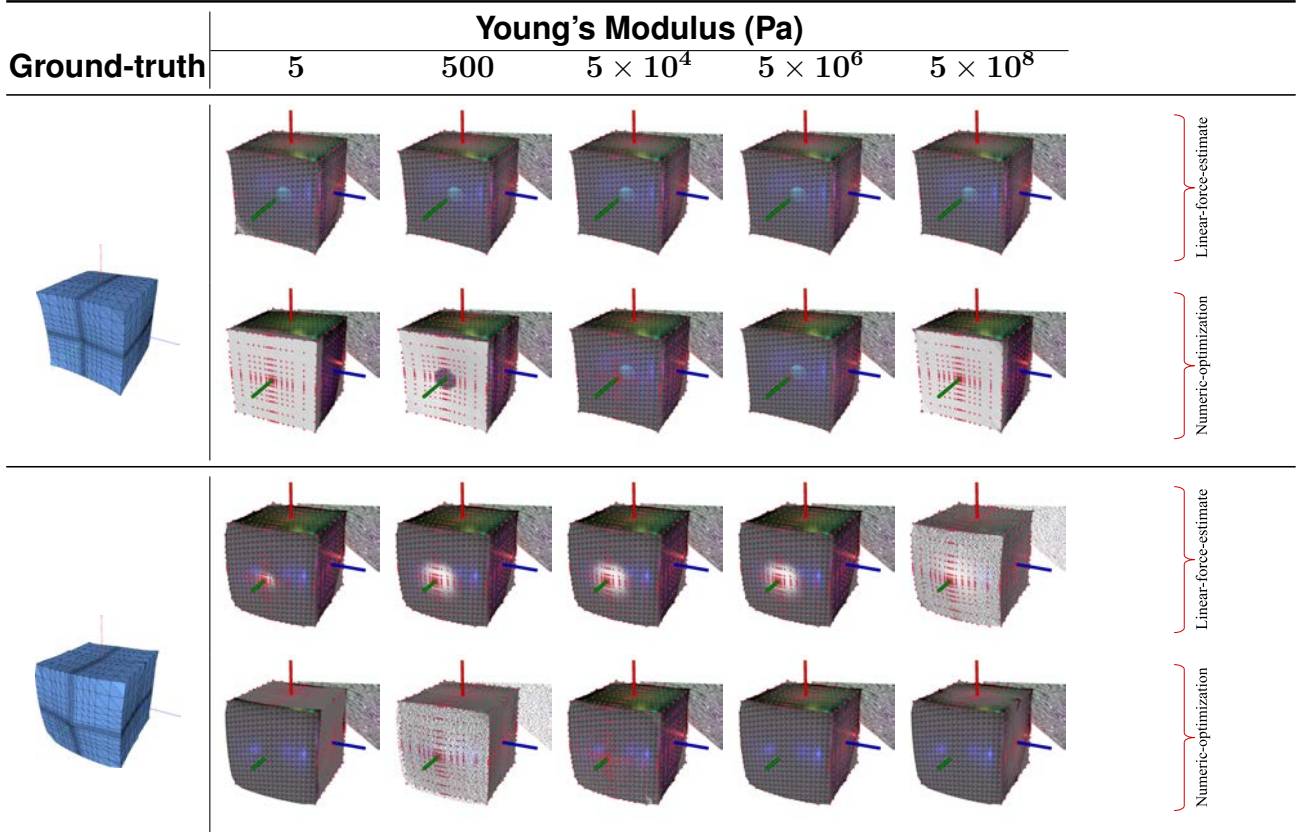 Young's Modulus (Pa)
Ground-truth 5 500 5 × 10⁴ 5 × 10⁶ 5 × 10⁸
Linear-force-estimate
Numeric-optimization
Linear-force-estimate
Numeric-optimization